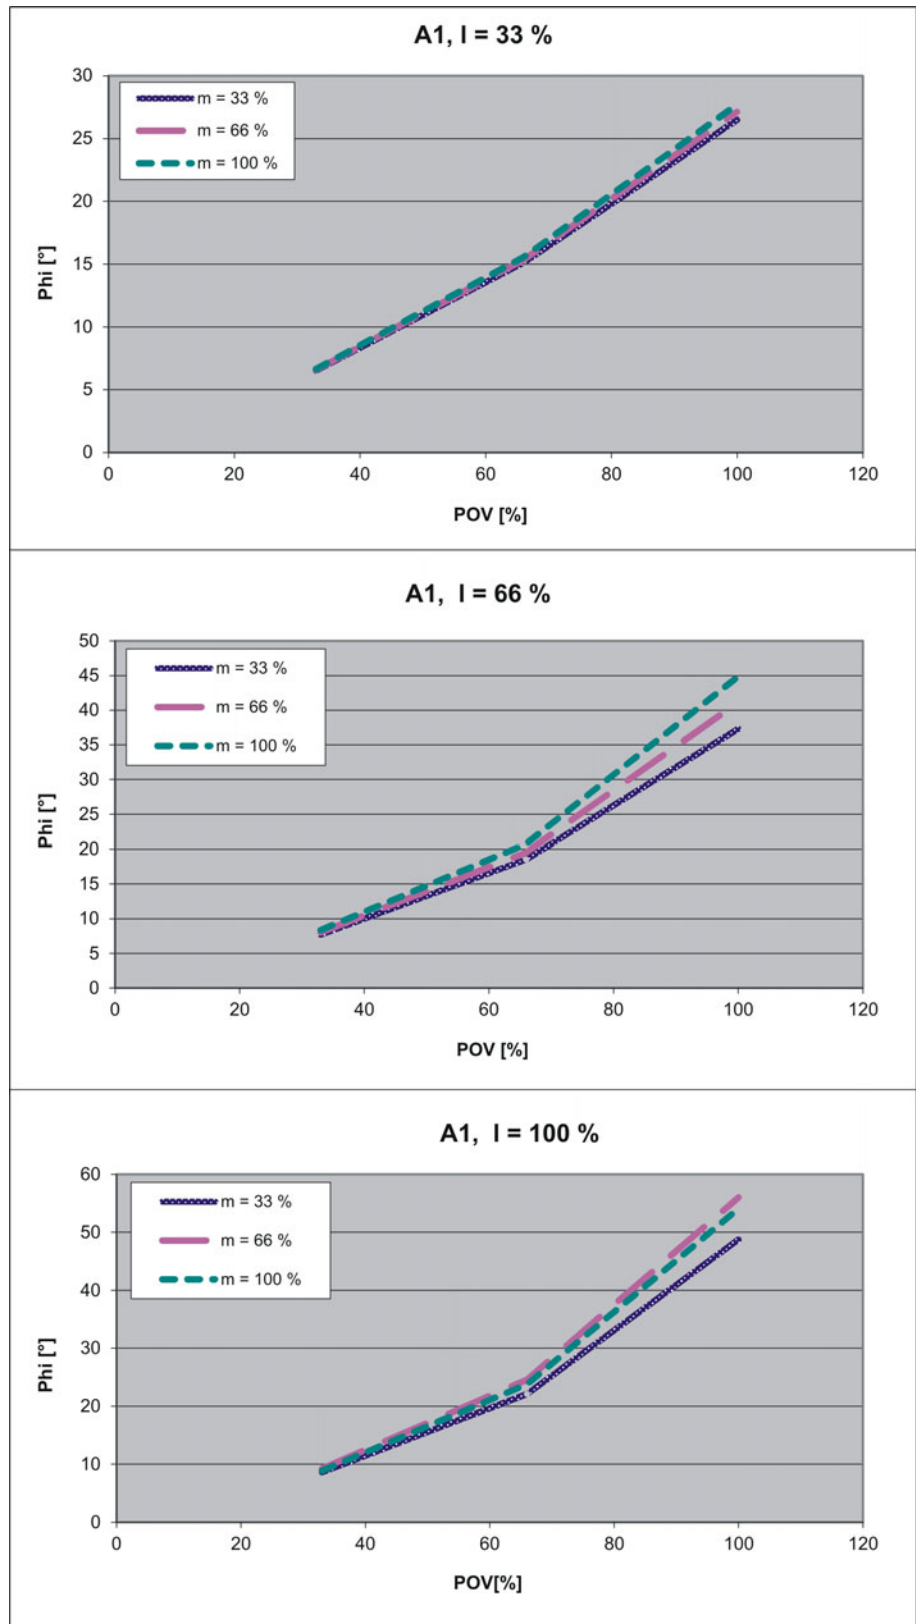 A1, I = 33 %
30
25
20
15
10
5
0
m = 33 %
m = 66 %
m = 100 %
Phi [°]
0 20 40 60 80 100 120
POV [%]
A1, I = 66 %
50
45
40
35
30
25
20
15
10
5
0
m = 33 %
m = 66 %
m = 100 %
Phi [°]
0 20 40 60 80 100 120
POV [%]
A1, I = 100 %
60
50
40
30
20
10
0
m = 33 %
m = 66 %
m = 100 %
Phi [°]
0 20 40 60 80 100 120
POV[%]